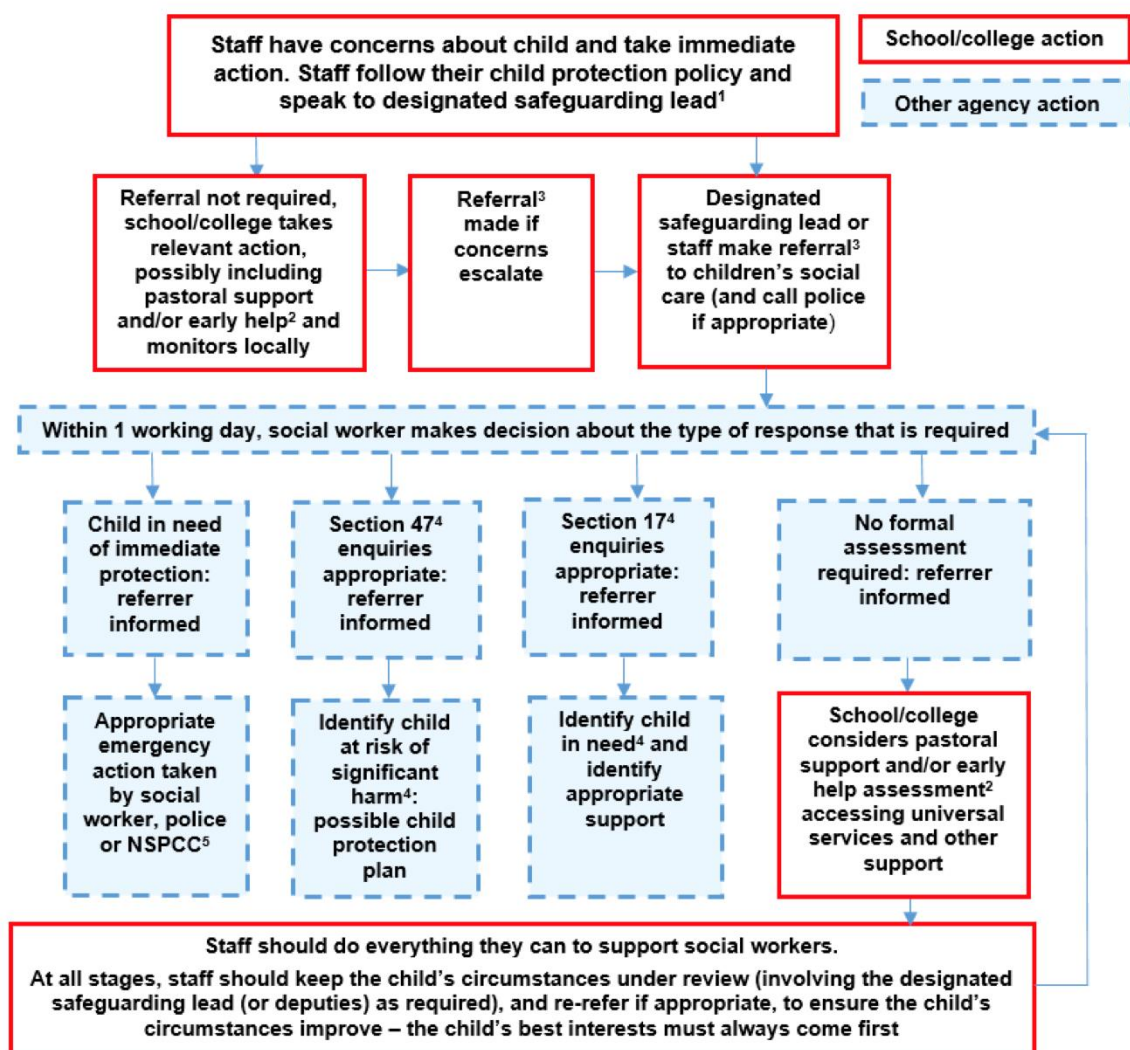 Staff have concerns about child and take immediate
action. Staff follow their child protection policy and
speak to designated safeguarding lead¹
School/college action
Other agency action
Referral not required,
school/college takes
relevant action,
possibly including
pastoral support
and/or early help² and
monitors locally
Referral³
made if
concerns
escalate
Designated
safeguarding lead or
staff make referral³
to children’s social
care (and call police
if appropriate)
Within 1 working day, social worker makes decision about the type of response that is required
Child in need
of immediate
protection:
referrer
informed
Section 47⁴
enquiries
appropriate:
referrer
informed
Section 17⁴
enquiries
appropriate:
referrer
informed
No formal
assessment
required: referrer
informed
Appropriate
emergency
action taken
by social
worker, police
or NSPCC⁵
Identify child
at risk of
significant
harm⁴:
possible child
protection
plan
Identify child
in need⁴ and
identify
appropriate
support
School/college
considers pastoral
support and/or early
help assessment²
accessing universal
services and other
support
Staff should do everything they can to support social workers.
At all stages, staff should keep the child’s circumstances under review (involving the designated
safeguarding lead (or deputies) as required), and re-refer if appropriate, to ensure the child’s
circumstances improve – the child’s best interests must always come first